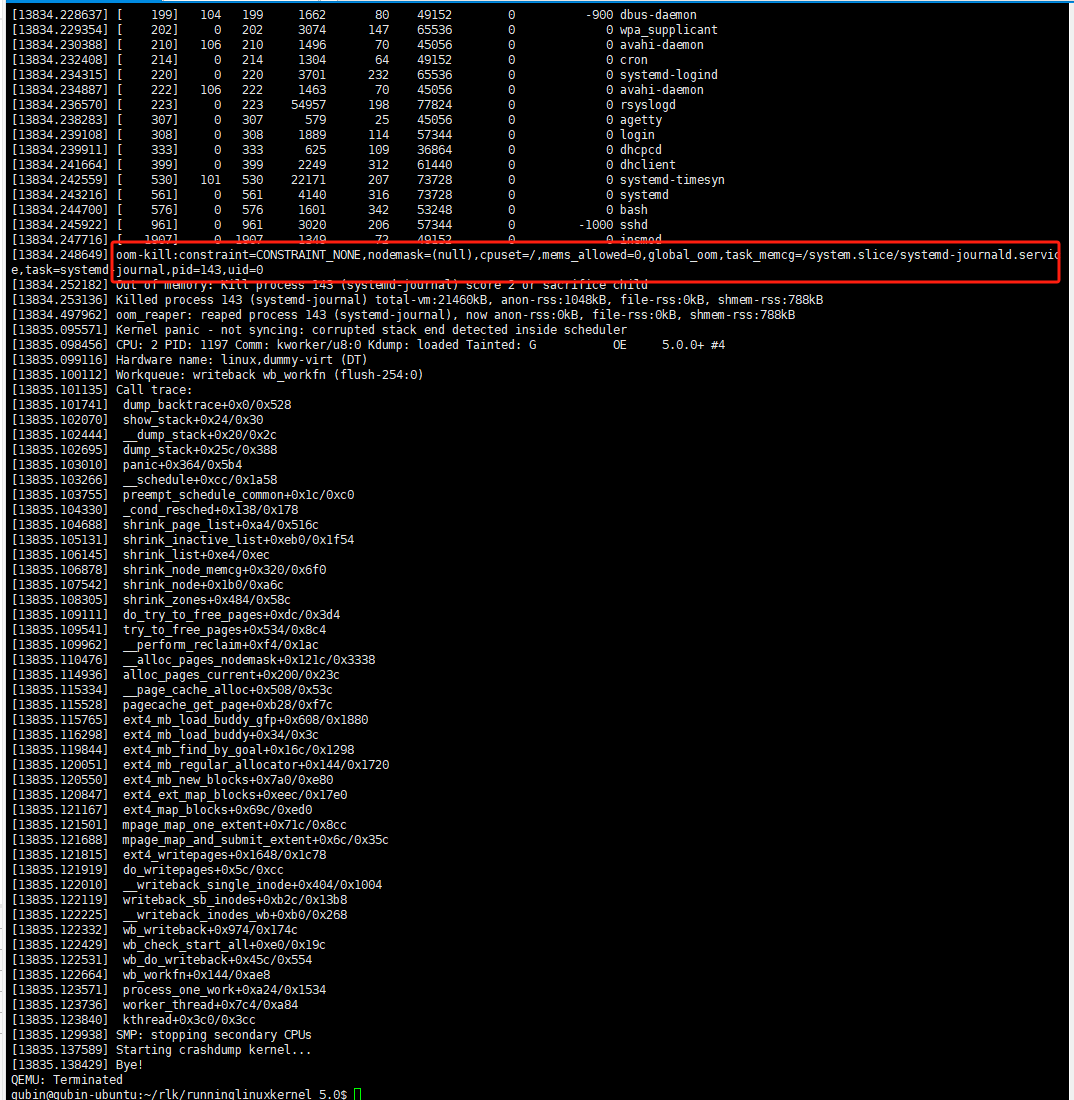 [13834.228637] [    199]   104   199     1662       80    49152        0          -900 dbus-daemon
[13834.229354] [    202]     0   202     3074      147    65536        0             0 wpa_supplicant
[13834.230388] [    210]   106   210     1496       70    45056        0             0 avahi-daemon
[13834.232408] [    214]     0   214     1304       64    49152        0             0 cron
[13834.234315] [    220]     0   220     3701      232    65536        0             0 systemd-logind
[13834.234887] [    222]   106   222     1463       70    45056        0             0 avahi-daemon
[13834.236570] [    223]     0   223    54957      198    77824        0             0 rsyslogd
[13834.238283] [    307]     0   307      579       25    45056        0             0 agetty
[13834.239108] [    308]     0   308     1889      114    57344        0             0 login
[13834.239911] [    333]     0   333      625      109    36864        0             0 dhcpcd
[13834.241664] [    399]     0   399     2249      312    61440        0             0 dhclient
[13834.242559] [    530]   101   530    22171      207    73728        0             0 systemd-timesyn
[13834.243216] [    561]     0   561     4140      316    73728        0             0 systemd
[13834.244700] [    576]     0   576     1601      342    53248        0             0 bash
[13834.245922] [    961]     0   961     3020      206    57344        0         -1000 sshd
[13834.247716] [   1907]     0  1907     1349       72    49152        0             0 insmod
[13834.248649] oom-kill:constraint=CONSTRAINT_NONE,nodemask=(null),cpuset=/,mems_allowed=0,global_oom,task_memcg=/system.slice/systemd-journald.servic
e,task=systemd-journal,pid=143,uid=0
[13834.252182] Out of memory: Kill process 143 (systemd-journal) score 2 or sacrifice child
[13834.253136] Killed process 143 (systemd-journal) total-vm:21460kB, anon-rss:1048kB, file-rss:0kB, shmem-rss:788kB
[13834.497962] oom_reaper: reaped process 143 (systemd-journal), now anon-rss:0kB, file-rss:0kB, shmem-rss:788kB
[13835.095571] Kernel panic - not syncing: corrupted stack end detected inside scheduler
[13835.098456] CPU: 2 PID: 1197 Comm: kworker/u8:0 Kdump: loaded Tainted: G           OE     5.0.0+ #4
[13835.099116] Hardware name: linux,dummy-virt (DT)
[13835.100112] Workqueue: writeback wb_workfn (flush-254:0)
[13835.101135] Call trace:
[13835.101741]  dump_backtrace+0x0/0x528
[13835.102070]  show_stack+0x24/0x30
[13835.102444]  __dump_stack+0x20/0x2c
[13835.102695]  dump_stack+0x25c/0x388
[13835.103010]  panic+0x364/0x5b4
[13835.103266]  __schedule+0xcc/0x1a58
[13835.103755]  preempt_schedule_common+0x1c/0xc0
[13835.104330]  _cond_resched+0x138/0x178
[13835.104688]  shrink_page_list+0xa4/0x516c
[13835.105131]  shrink_inactive_list+0xeb0/0x1f54
[13835.106145]  shrink_list+0xe4/0xec
[13835.106878]  shrink_node_memcg+0x320/0x6f0
[13835.107542]  shrink_node+0x1b0/0xa6c
[13835.108305]  shrink_zones+0x484/0x58c
[13835.109111]  do_try_to_free_pages+0xdc/0x3d4
[13835.109541]  try_to_free_pages+0x534/0x8c4
[13835.109962]  __perform_reclaim+0xf4/0x1ac
[13835.110476]  __alloc_pages_nodemask+0x121c/0x3338
[13835.114936]  alloc_pages_current+0x200/0x23c
[13835.115334]  __page_cache_alloc+0x508/0x53c
[13835.115528]  pagecache_get_page+0xb28/0xf7c
[13835.115765]  ext4_mb_load_buddy_gfp+0x608/0x1880
[13835.116298]  ext4_mb_load_buddy+0x34/0x3c
[13835.119844]  ext4_mb_find_by_goal+0x16c/0x1298
[13835.120051]  ext4_mb_regular_allocator+0x144/0x1720
[13835.120550]  ext4_mb_new_blocks+0x7a0/0xe80
[13835.120847]  ext4_ext_map_blocks+0xeec/0x17e0
[13835.121167]  ext4_map_blocks+0x69c/0xed0
[13835.121501]  mpage_map_one_extent+0x71c/0x8cc
[13835.121688]  mpage_map_and_submit_extent+0x6c/0x35c
[13835.121815]  ext4_writepages+0x1648/0x1c78
[13835.121919]  do_writepages+0x5c/0xcc
[13835.122010]  __writeback_single_inode+0x404/0x1004
[13835.122119]  writeback_sb_inodes+0xb2c/0x13b8
[13835.122225]  __writeback_inodes_wb+0xb0/0x268
[13835.122332]  wb_writeback+0x974/0x174c
[13835.122429]  wb_check_start_all+0xe0/0x19c
[13835.122531]  wb_do_writeback+0x45c/0x554
[13835.122664]  wb_workfn+0x144/0xae8
[13835.123571]  process_one_work+0xa24/0x1534
[13835.123736]  worker_thread+0x7c4/0xa84
[13835.123840]  kthread+0x3c0/0x3cc
[13835.129938] SMP: stopping secondary CPUs
[13835.137589] Starting crashdump kernel...
[13835.138429] Bye!
QEMU: Terminated
gubin@gubin-ubuntu:~/rlk/runninglinuxkernel_5.0$